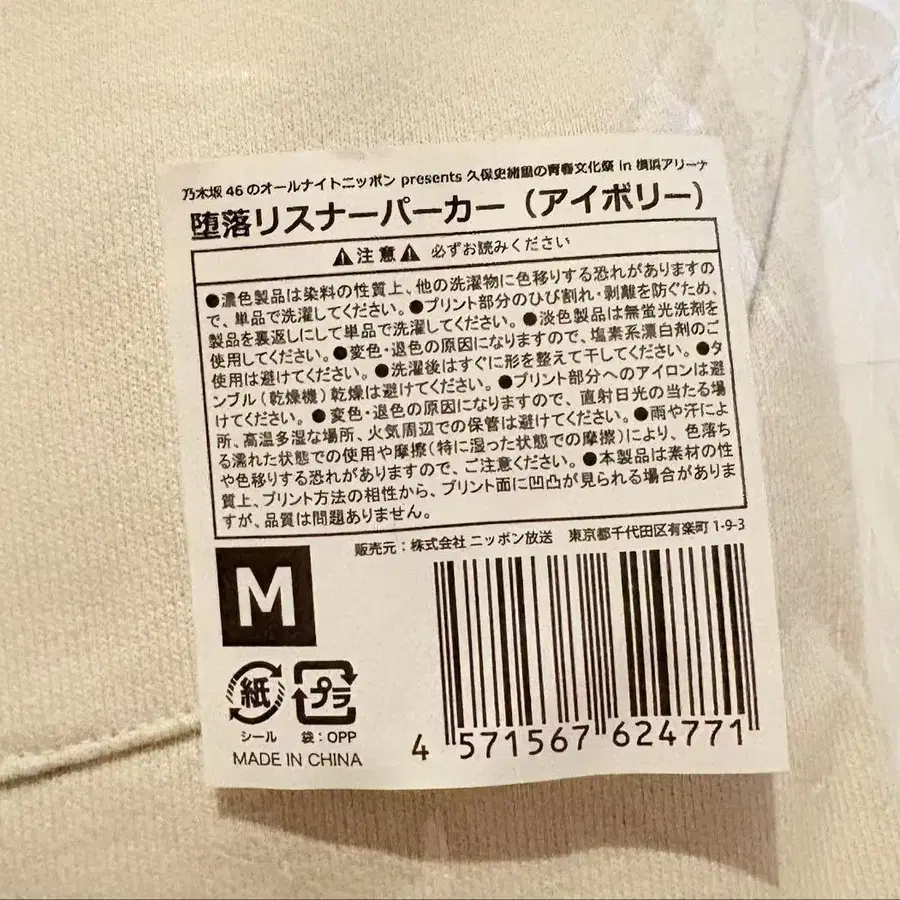 乃木坂 46 のオールナイトニッポン presents 久保史緒里の青春文化祭 in 横浜アリーナ
堕落リスナーパーカー（アイボリー）
⚠注 意⚠ 必ずお読みください
●濃色製品は染料の性質上、他の洗濯物に色移りする恐れがありますの
で、単品で洗濯してください。●プリント部分のひび割れ・剥離を防ぐため、
製品を裏返しにして単品で洗濯してください。●淡色製品は無蛍光洗剤を
使用してください。●変色・退色の原因になりますので、塩素系漂白剤のご
使用は避けてください。●洗濯後はすぐに形を整えて干してください。●タ
ンブル（乾燥機）乾燥は避けてください。●プリント部分へのアイロンは避
けてください。●変色・退色の原因になりますので、直射日光の当たる場
所、高温多湿な場所、火気周辺での保管は避けてください。●雨や汗によ
る濡れた状態での使用や摩擦（特に湿った状態での摩擦）により、色落ち
や色移りする恐れがありますので、ご注意ください。●本製品は素材の性
質上、プリント方法の相性から、プリント面に凹凸が見られる場合がありま
すが、品質は問題ありません。
販売元：株式会社 ニッポン放送 東京都千代田区有楽町 1-9-3
M
紙 プラ
シール 袋：OPP
MADE IN CHINA
4 571567 624771